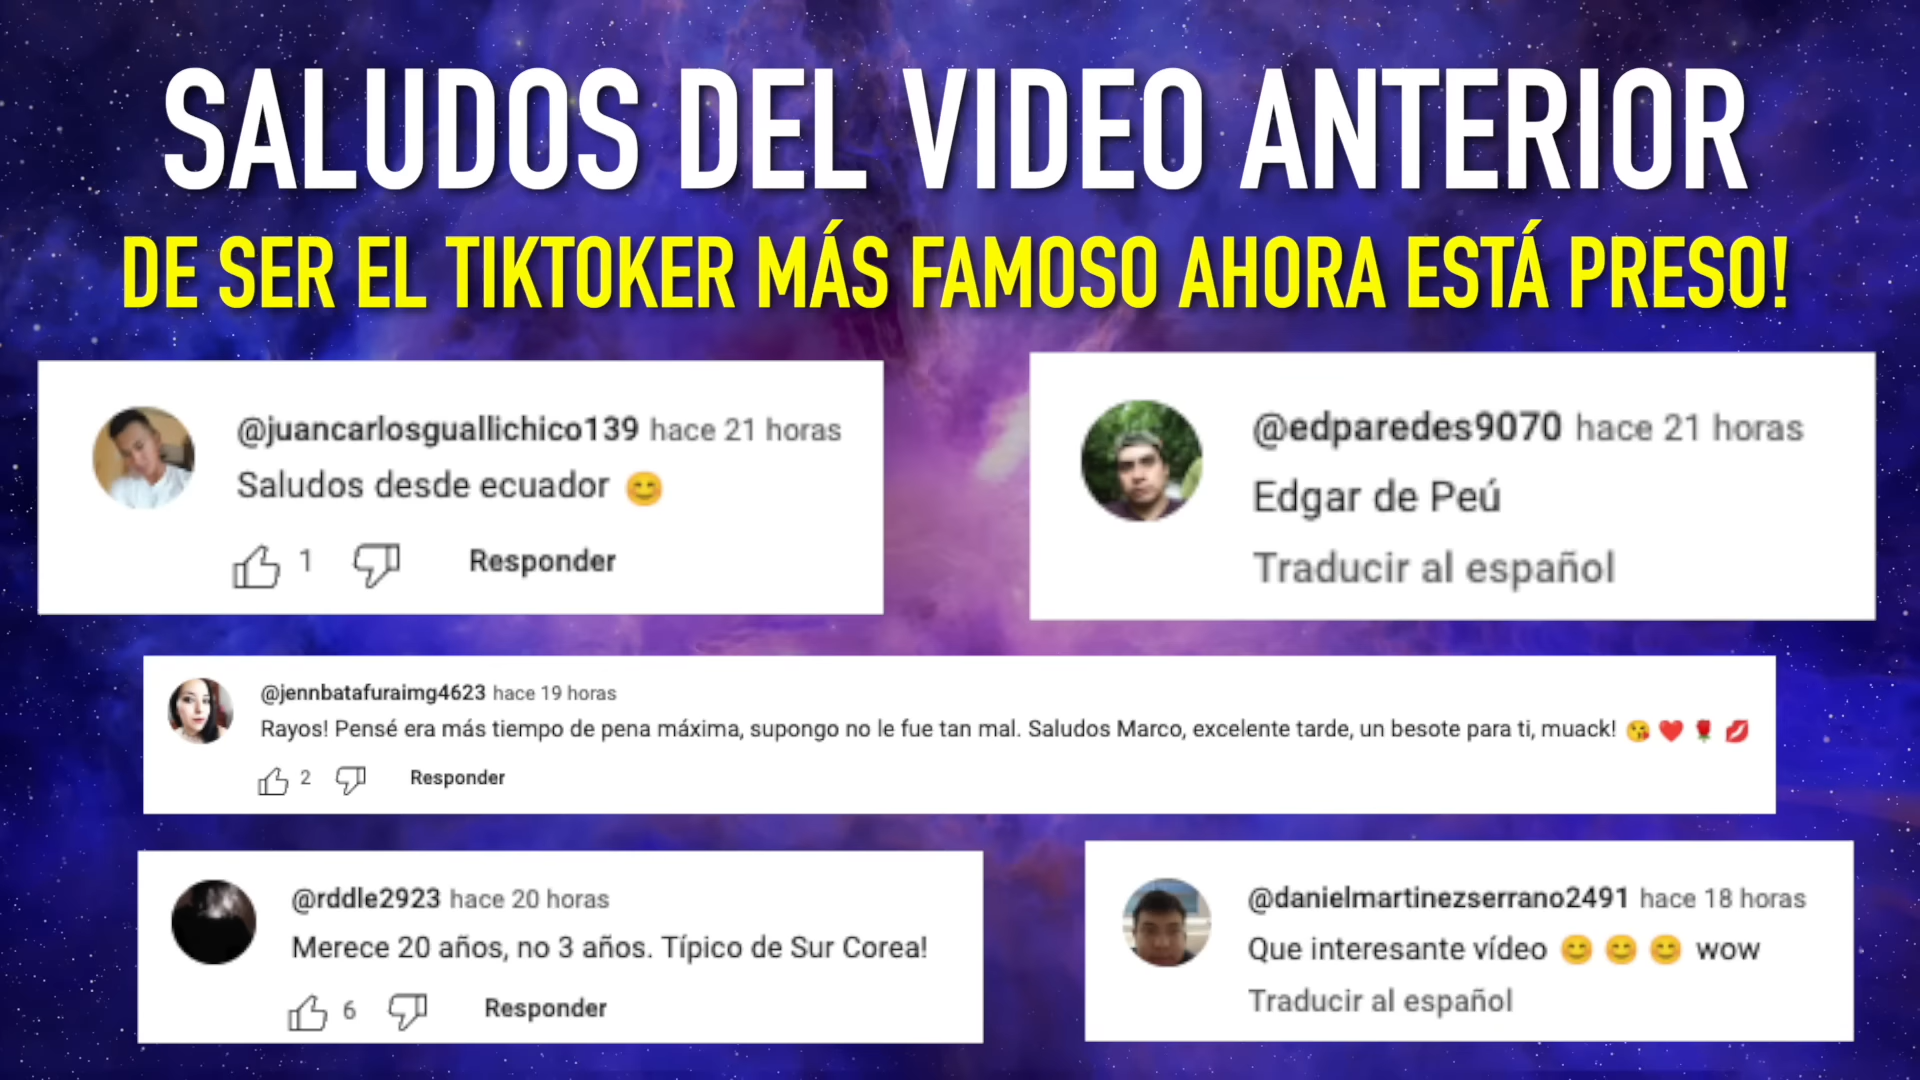 SALUDOS DEL VIDEO ANTERIOR
DE SER EL TIKTOKER MÁS FAMOSO AHORA ESTÁ PRESO!
@juancarlosguallichico139 hace 21 horas
Saludos desde ecuador 😊
1 Responder
@edparedes9070 hace 21 horas
Edgar de Peú
Traducir al español
@jennbatafuraimg4623 hace 19 horas
Rayos! Pensé era más tiempo de pena máxima, supongo no le fue tan mal. Saludos Marco, excelente tarde, un besote para ti, muack! 😘❤️🌹💋
2 Responder
@rddle2923 hace 20 horas
Merece 20 años, no 3 años. Típico de Sur Corea!
6 Responder
@danielmartinezserrano2491 hace 18 horas
Que interesante vídeo 😊😊😊 wow
Traducir al español